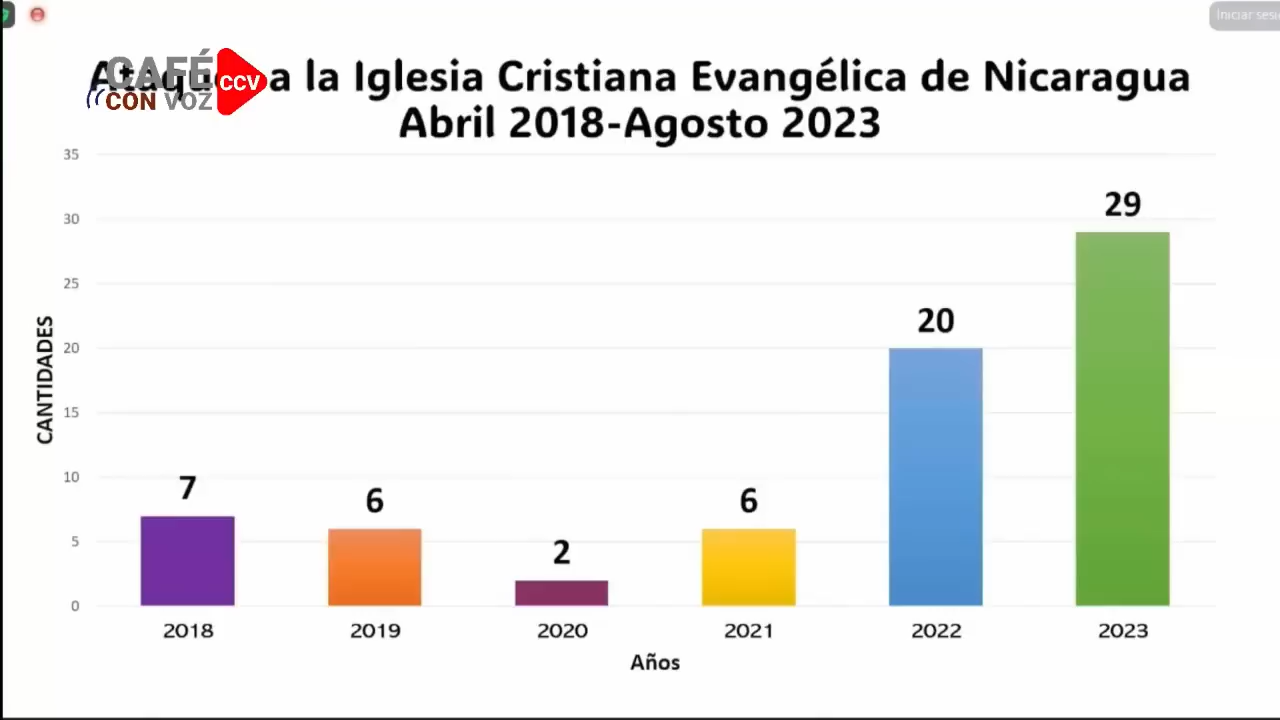 Iniciar
CAFÉ
CON VOZ
CCV
a la Iglesia Cristiana Evangélica de Nicaragua
Abril 2018-Agosto 2023
CANTIDADES
35
30
25
20
15
10
5
0
7
6
2
6
20
29
2018 2019 2020 2021 2022 2023
Años